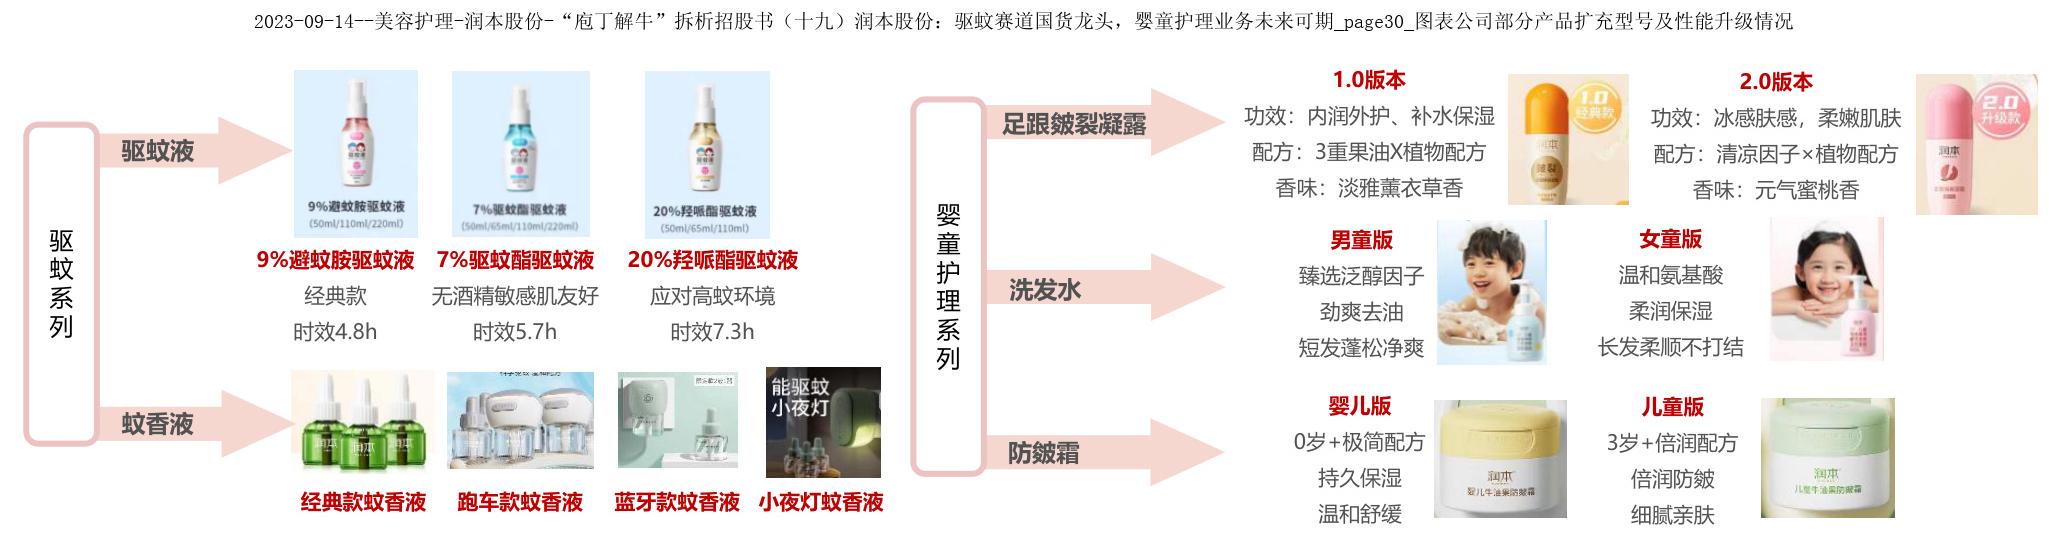 2023-09-14--美容护理-润本股份-“庖丁解牛”拆析招股书（十九）润本股份：驱蚊赛道国货龙头，婴童护理业务未来可期_page30_图表公司部分产品扩充型号及性能升级情况
驱蚊系列
驱蚊液
9%避蚊胺驱蚊液
(50ml/110ml/220ml)
7%驱蚊酯驱蚊液
(50ml/65ml/110ml/220ml)
20%羟哌酯驱蚊液
(50ml/65ml/110ml)
9%避蚊胺驱蚊液
经典款
时效4.8h
7%驱蚊酯驱蚊液
无酒精敏感肌友好
时效5.7h
20%羟哌酯驱蚊液
应对高蚊环境
时效7.3h
蚊香液
润本
润本
润本
能驱蚊
小夜灯
经典款蚊香液
跑车款蚊香液
蓝牙款蚊香液
小夜灯蚊香液
婴童护理系列
足跟皴裂凝露
1.0版本
功效：内润外护、补水保湿
配方：3重果油X植物配方
香味：淡雅薰衣草香
1.0
经典款
润本
皴裂
2.0版本
功效：冰感肤感，柔嫩肌肤
配方：清凉因子×植物配方
香味：元气蜜桃香
2.0
升级款
润本
洗发水
男童版
臻选泛醇因子
劲爽去油
短发蓬松净爽
女童版
温和氨基酸
柔润保湿
长发柔顺不打结
防皴霜
婴儿版
0岁+极简配方
持久保湿
温和舒缓
润本
婴儿牛油果防皴霜
儿童版
3岁+倍润配方
倍润防皴
细腻亲肤
润本
儿童牛油果防皴霜